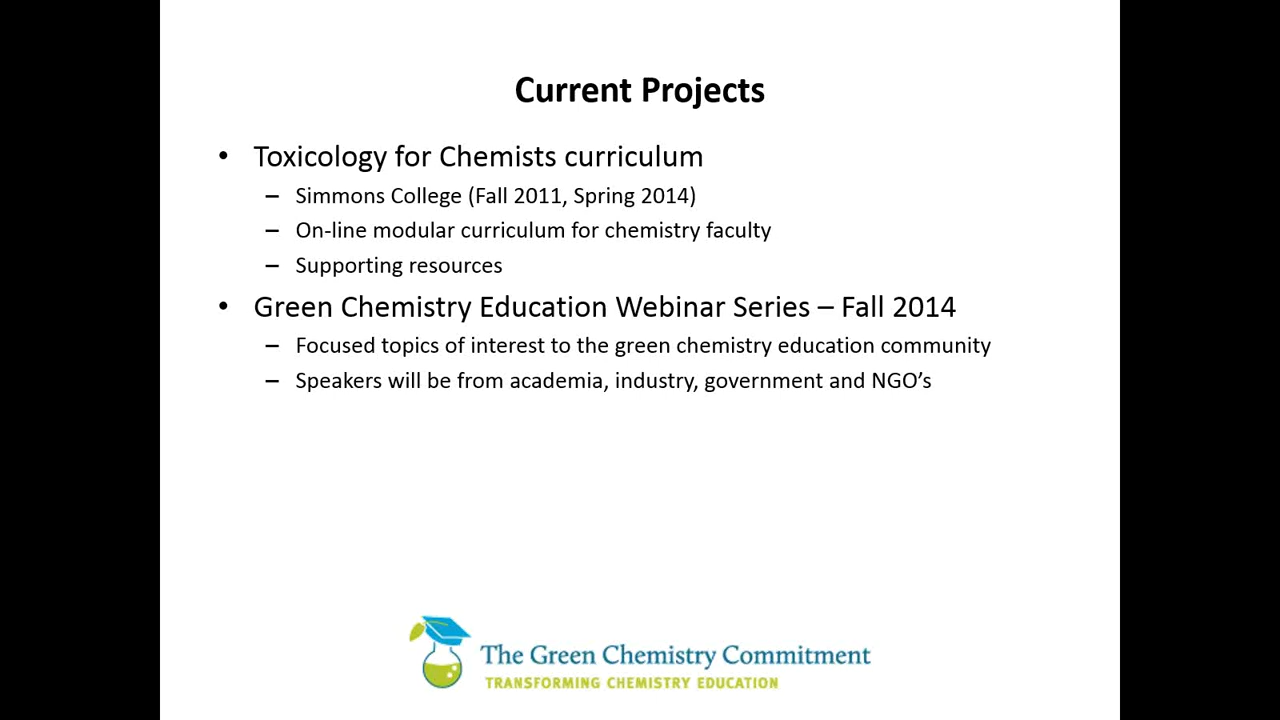 Current Projects
• Toxicology for Chemists curriculum
– Simmons College (Fall 2011, Spring 2014)
– On-line modular curriculum for chemistry faculty
– Supporting resources
• Green Chemistry Education Webinar Series – Fall 2014
– Focused topics of interest to the green chemistry education community
– Speakers will be from academia, industry, government and NGO’s
The Green Chemistry Commitment
TRANSFORMING CHEMISTRY EDUCATION